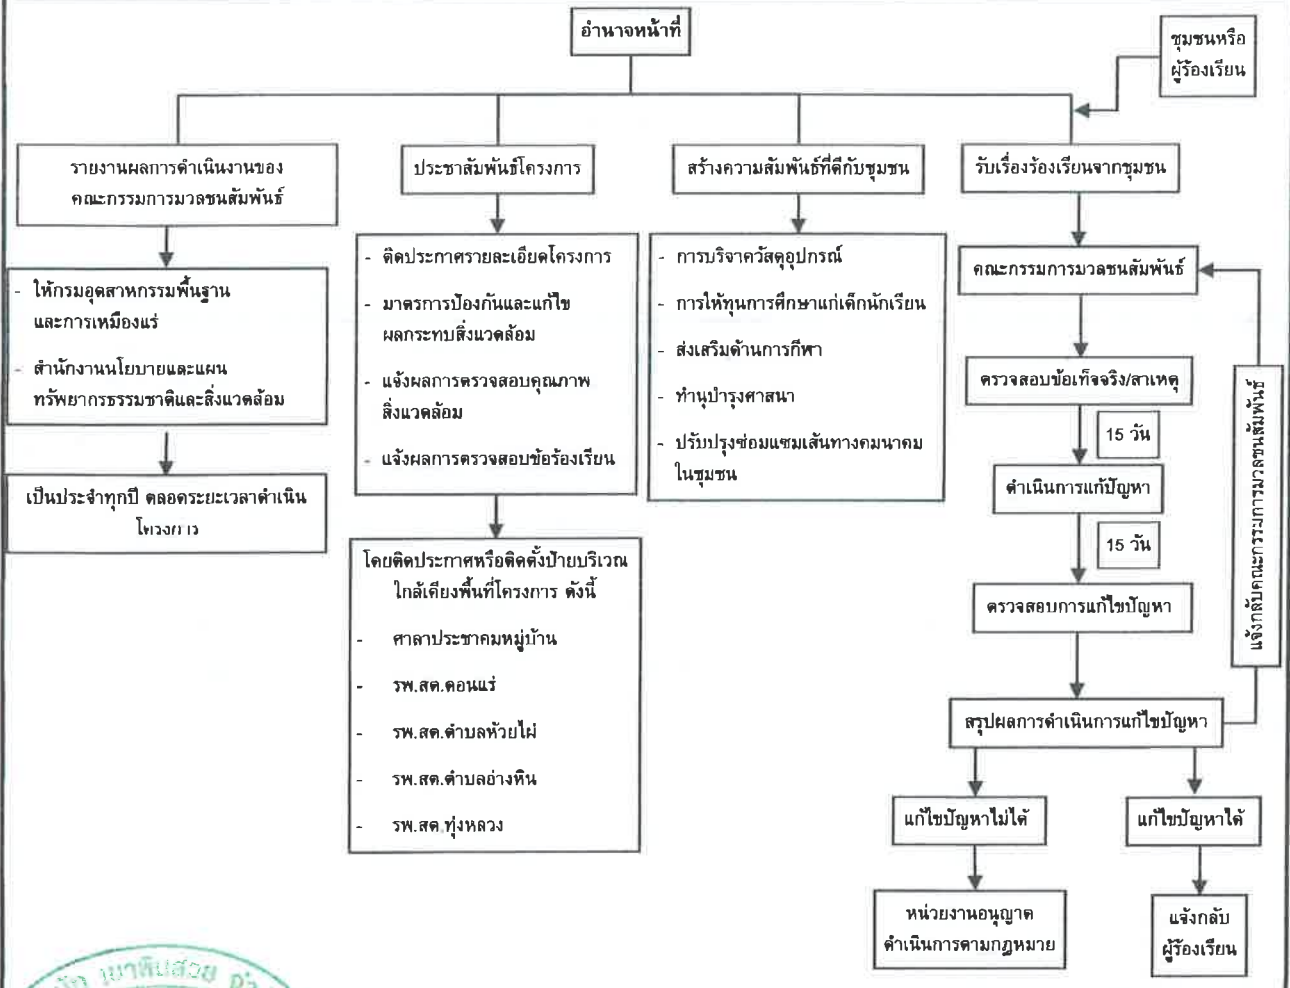 อำนาจหน้าที่
ชุมชนหรือ
ผู้ร้องเรียน
รายงานผลการดำเนินงานของ
คณะกรรมการมวลชนสัมพันธ์
- ให้กรมอุตสาหกรรมพื้นฐาน
และการเหมืองแร่
- สำนักงานนโยบายและแผน
ทรัพยากรธรรมชาติและสิ่งแวดล้อม
เป็นประจำทุกปี ตลอดระยะเวลาดำเนิน
โครงการ
ประชาสัมพันธ์โครงการ
- ติดประกาศรายละเอียดโครงการ
- มาตรการป้องกันและแก้ไข
ผลกระทบสิ่งแวดล้อม
- แจ้งผลการตรวจสอบคุณภาพ
สิ่งแวดล้อม
- แจ้งผลการตรวจสอบข้อร้องเรียน
โดยติดประกาศหรือติดตั้งป้ายบริเวณ
ใกล้เคียงพื้นที่โครงการ ดังนี้
- ศาลาประชาคมหมู่บ้าน
- รพ.สต.ดอนแร่
- รพ.สต.ตำบลห้วยไผ่
- รพ.สต.ตำบลอ่างหิน
- รพ.สต.ทุ่งหลวง
สร้างความสัมพันธ์ที่ดีกับชุมชน
- การบริจาควัสดุอุปกรณ์
- การให้ทุนการศึกษาแก่เด็กนักเรียน
- ส่งเสริมด้านการกีฬา
- ทำนุบำรุงศาสนา
- ปรับปรุงซ่อมแซมเส้นทางคมนาคม
ในชุมชน
รับเรื่องร้องเรียนจากชุมชน
คณะกรรมการมวลชนสัมพันธ์
ตรวจสอบข้อเท็จจริง/สาเหตุ
15 วัน
ดำเนินการแก้ปัญหา
15 วัน
ตรวจสอบการแก้ไขปัญหา
สรุปผลการดำเนินการแก้ไขปัญหา
แจ้งกลับคณะกรรมการมวลชนสัมพันธ์
แก้ไขปัญหาไม่ได้
แก้ไขปัญหาได้
หน่วยงานอนุญาต
ดำเนินการตามกฎหมาย
แจ้งกลับ
ผู้ร้องเรียน